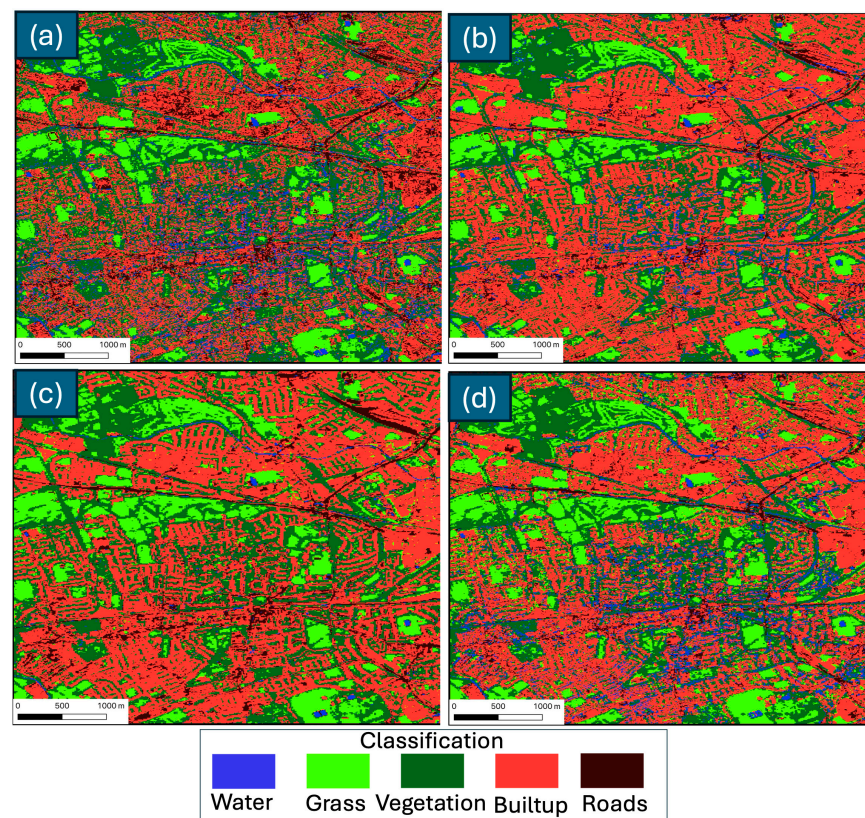 (a)
(b)
0 500 1000 m
0 500 1000 m
(c)
(d)
0 500 1000 m
0 500 1000 m
Classification
Water Grass Vegetation Builtup Roads